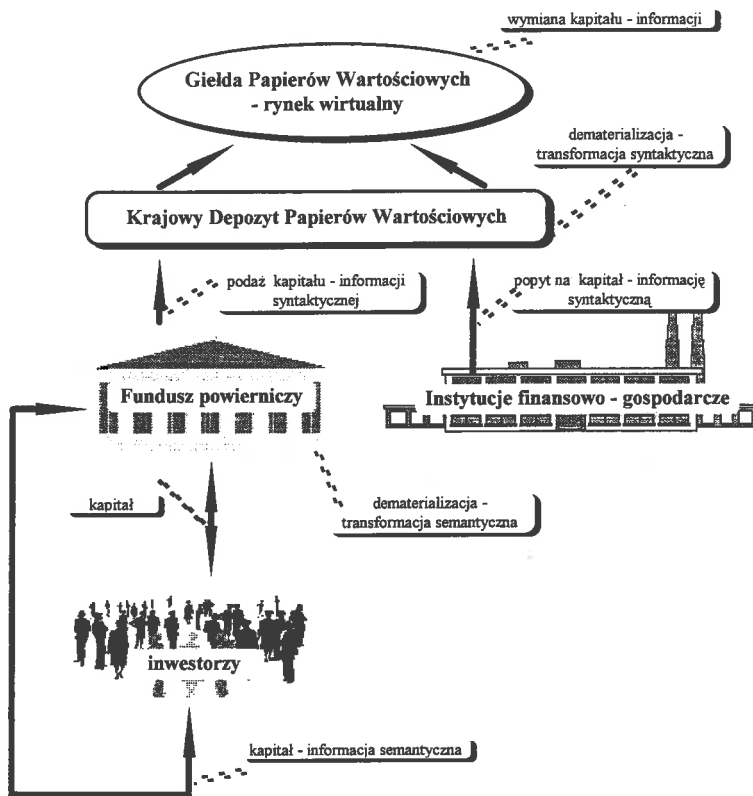 wymiana kapitału - informacji
Giełda Papierów Wartościowych
- rynek wirtualny
dematerializacja -
transformacja syntaktyczna
Krajowy Depozyt Papierów Wartościowych
podaż kapitału - informacji
syntaktycznej
popyt na kapitał - informację
syntaktyczną
Fundusz powierniczy
Instytucje finansowo - gospodarcze
kapitał
dematerializacja -
transformacja semantyczna
inwestorzy
kapitał - informacja semantyczna